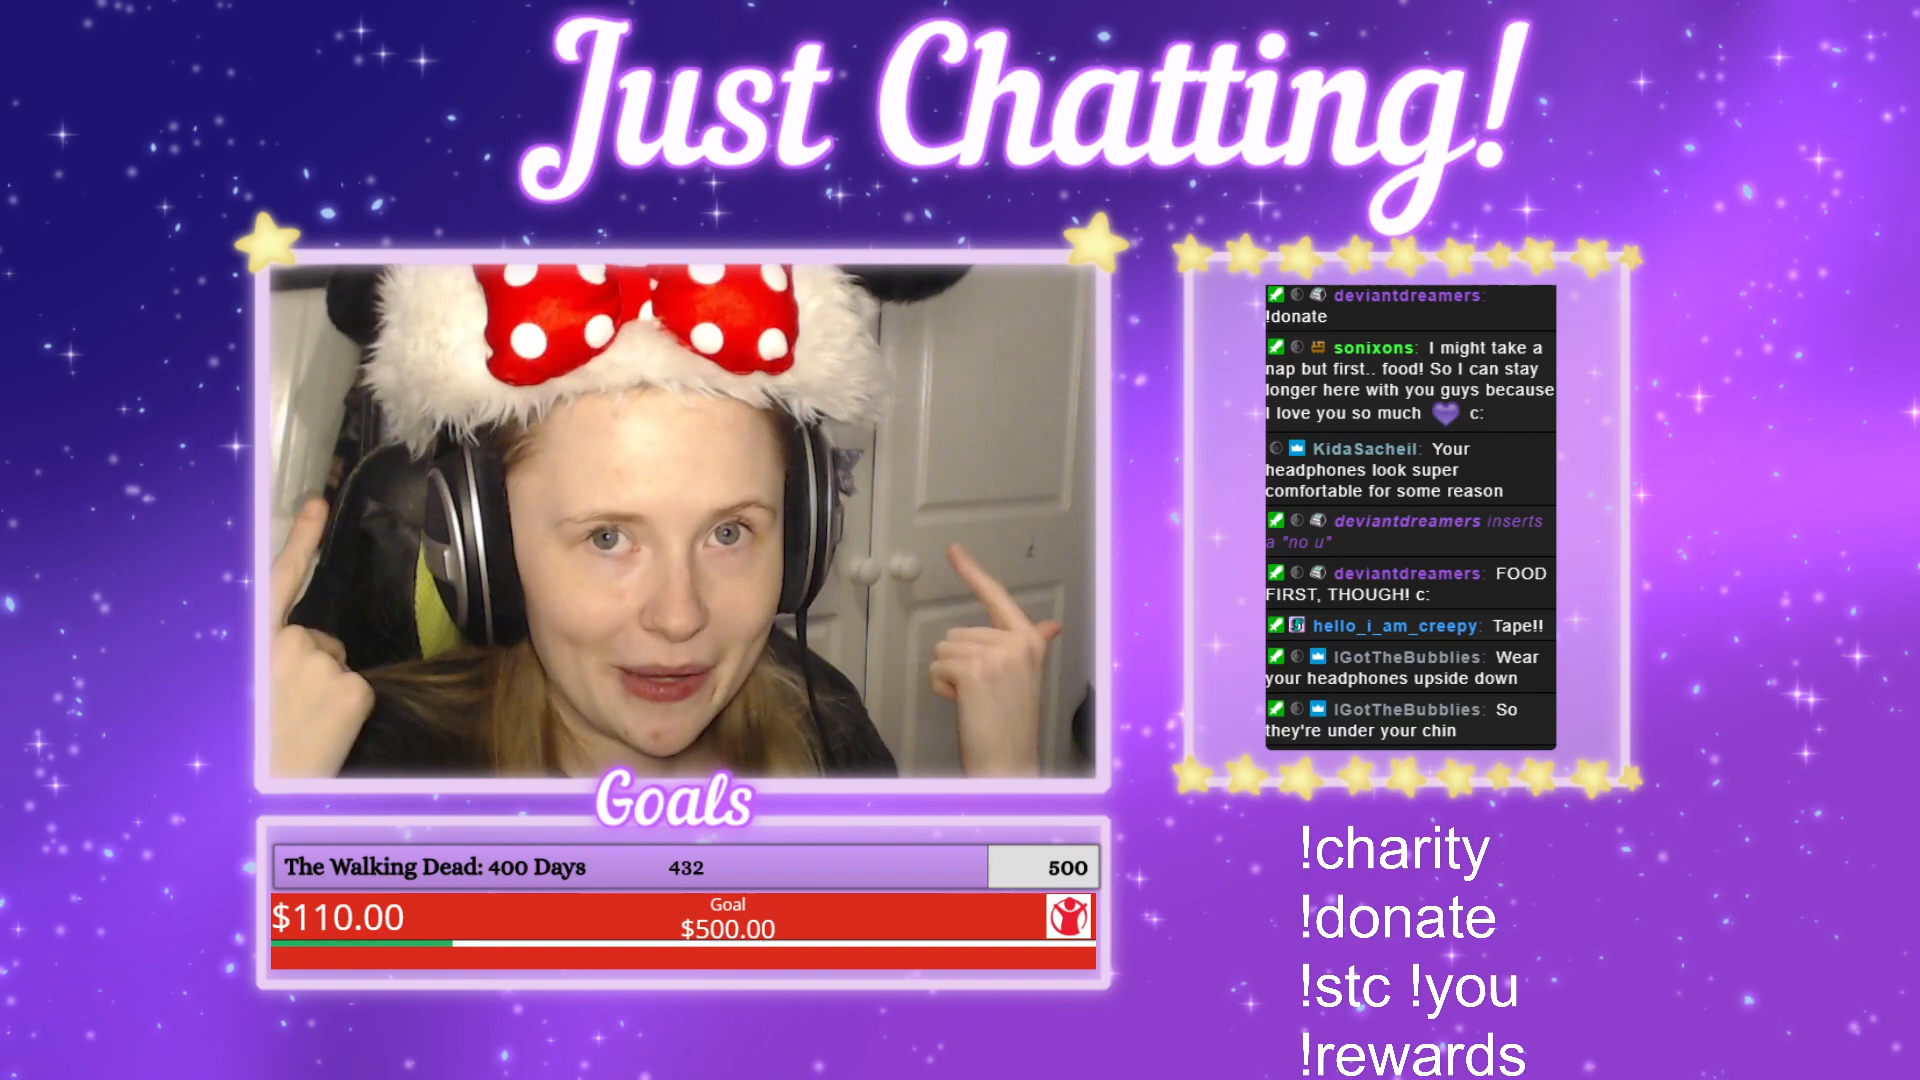 Just Chatting!
deviantdreamers:
!donate
sonixons: I might take a
nap but first.. food! So I can stay
longer here with you guys because
I love you so much c:
KidaSacheil: Your
headphones look super
comfortable for some reason
deviantdreamers inserts
a "no u"
deviantdreamers: FOOD
FIRST, THOUGH! c:
hello_i_am_creepy: Tape!!
IGotTheBubblies: Wear
your headphones upside down
IGotTheBubblies: So
they're under your chin
Goals
The Walking Dead: 400 Days 432 500
$110.00
Goal
$500.00
!charity
!donate
!stc !you
!rewards